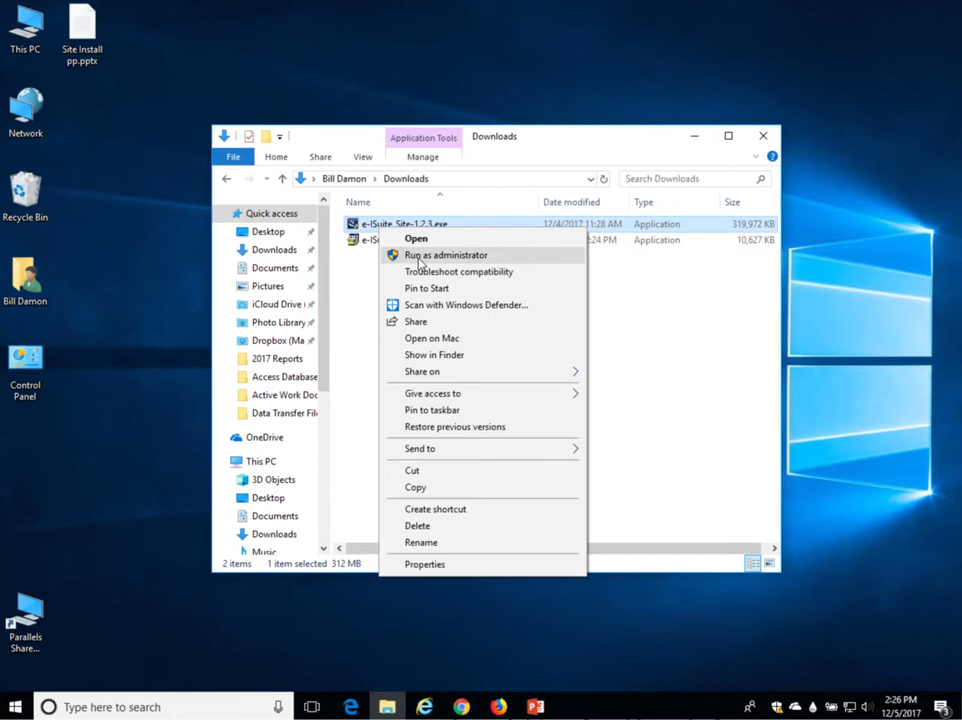 This PC
Site Install
pp.pptx
Network
Recycle Bin
Bill Damon
Control
Panel
Parallels
Share...
Application Tools
Downloads
File
Home
Share
View
Manage
Bill Damon
Downloads
Search Downloads
Quick access
Desktop
Downloads
Documents
Pictures
iCloud Drive (
Photo Library
Dropbox (Ma
2017 Reports
Access Database
Active Work Doc
Data Transfer File
OneDrive
This PC
3D Objects
Desktop
Documents
Downloads
Music
Name
Date modified
Type
Size
e-ISuite_Site-1.2.3.exe
12/4/2017 11:28 AM
Application
319,972 KB
:24 PM
Application
10,627 KB
Open
Run as administrator
Troubleshoot compatibility
Pin to Start
Scan with Windows Defender...
Share
Open on Mac
Show in Finder
Share on
Give access to
Pin to taskbar
Restore previous versions
Send to
Cut
Copy
Create shortcut
Delete
Rename
Properties
2 items
1 item selected
312 MB
Type here to search
2:26 PM
12/5/2017
3